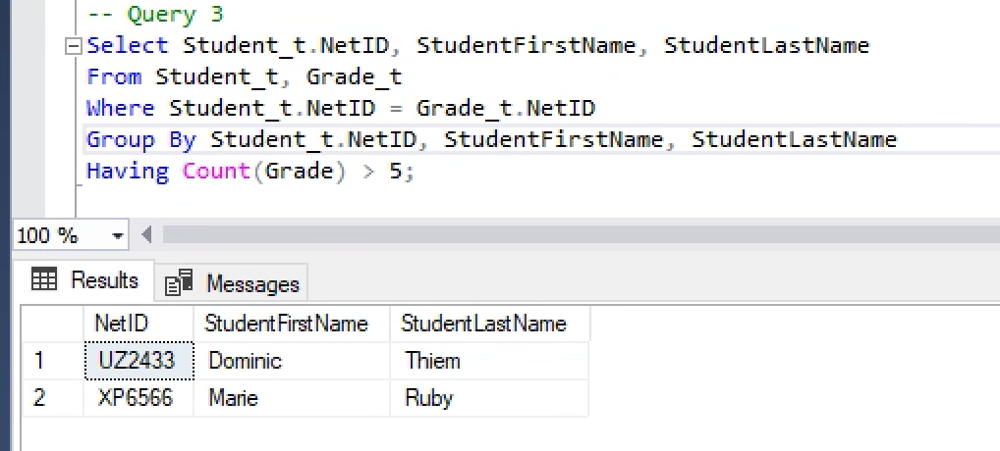 -- Query 3
Select Student_t.NetID, StudentFirstName, StudentLastName
From Student_t, Grade_t
Where Student_t.NetID = Grade_t.NetID
Group By Student_t.NetID, StudentFirstName, StudentLastName
Having Count(Grade) > 5;
100 %
Results Messages
NetID StudentFirstName StudentLastName
1 UZ2433 Dominic Thiem
2 XP6566 Marie Ruby